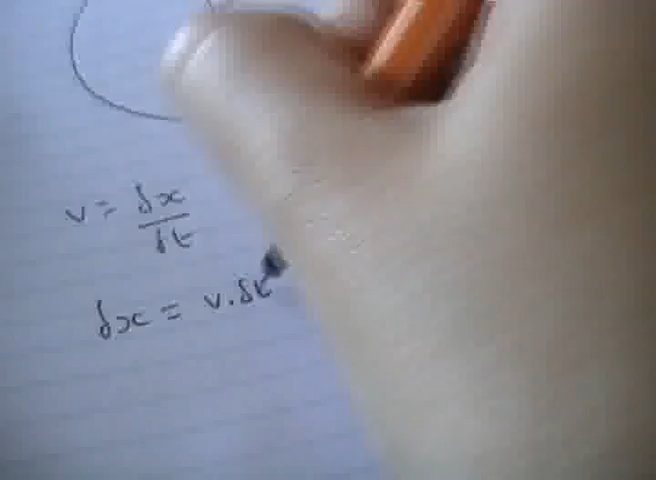 v = δx/δt
δx = v.δt